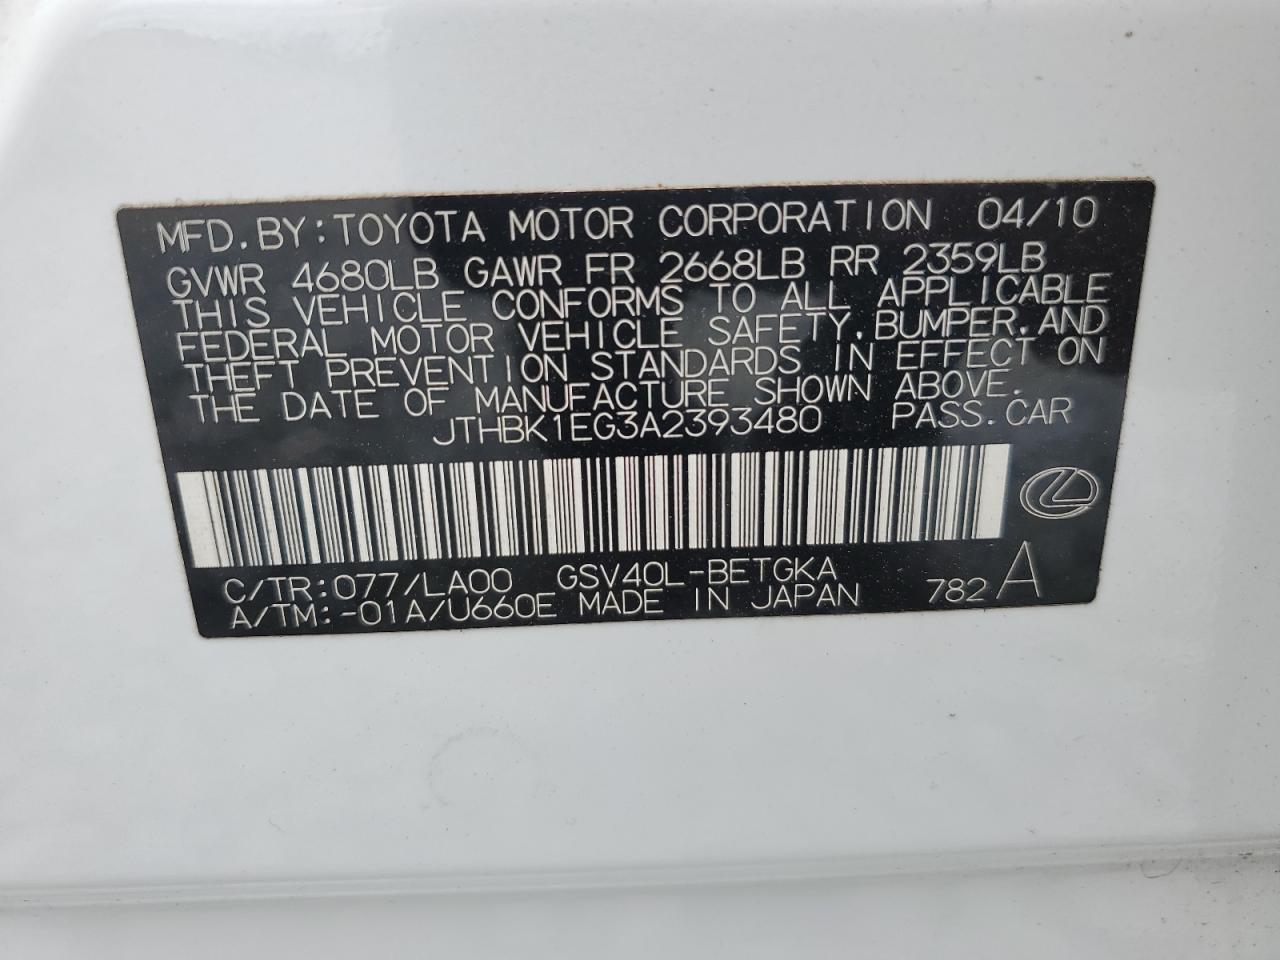 MFD. BY: TOYOTA MOTOR CORPORATION 04/10
GVWR 4680LB GAWR FR 2668LB RR 2359LB
THIS VEHICLE CONFORMS TO ALL APPLICABLE
FEDERAL MOTOR VEHICLE SAFETY, BUMPER, AND
THEFT PREVENTION STANDARDS IN EFFECT ON
THE DATE OF MANUFACTURE SHOWN ABOVE.
JTHBK1EG3A2393480 PASS. CAR
C/TR: 077/LA00 GSV40L-BETGKA
A/TM: -01A/U660E MADE IN JAPAN 782 A